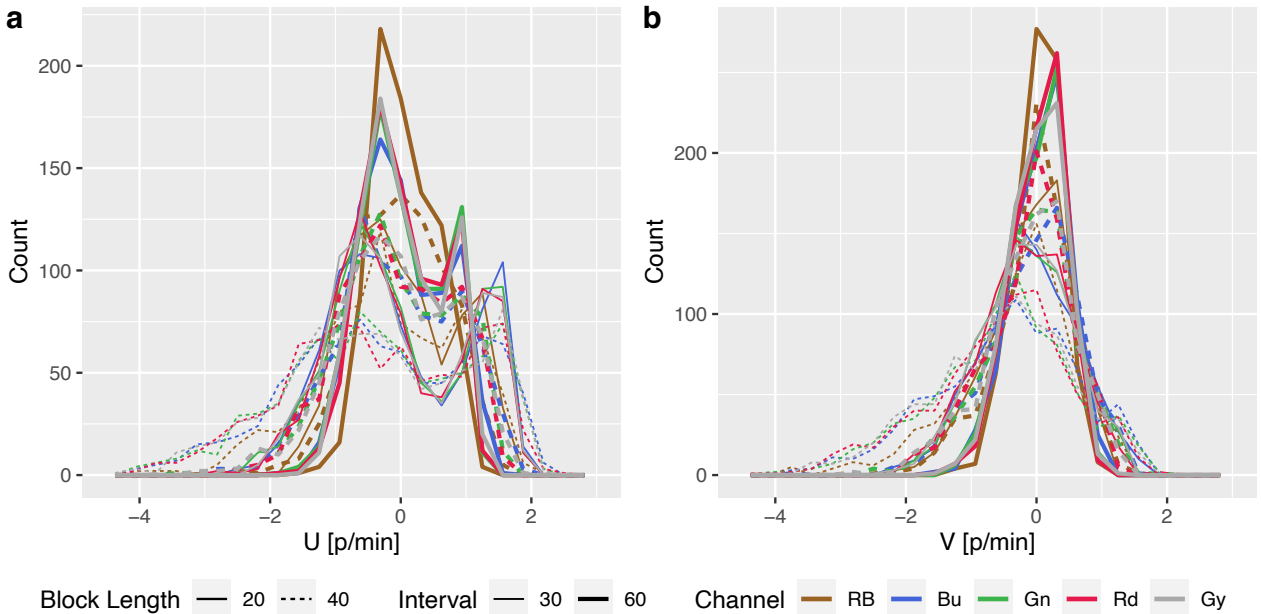 a
b
200
150
100
50
0
Count
−4
−2
0
2
U [p/min]
200
100
0
Count
−4
−2
0
2
V [p/min]
Block Length 20 40 Interval 30 60 Channel RB Bu Gn Rd Gy